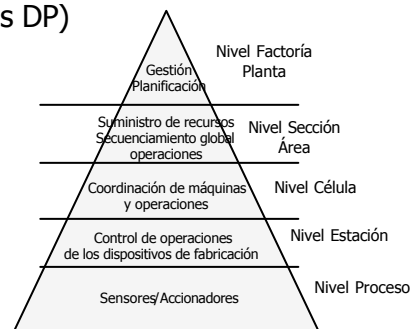 s DP)
Gestión
Planificación
Nivel Factoría
Planta
Suministro de recursos
Secuenciamiento global
operaciones
Nivel Sección
Área
Coordinación de máquinas
y operaciones
Nivel Célula
Control de operaciones
de los dispositivos de fabricación
Nivel Estación
Sensores/Accionadores
Nivel Proceso